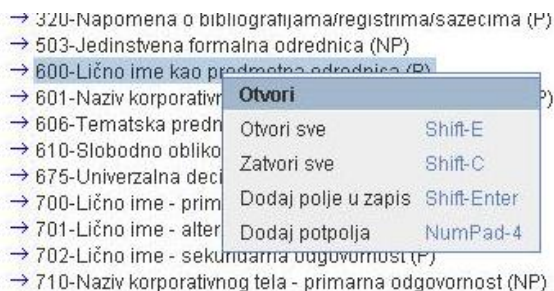 → 320-Napomena o bibliografijama/registrima/sažecima (P)
→ 503-Jedinstvena formalna odrednica (NP)
→ 600-Lično ime kao predmetna odrednica (P)
→ 601-Naziv korporativn P)
→ 606-Tematska predn
→ 610-Slobodno obliko
→ 675-Univerzalna deci
→ 700-Lično ime - prim
→ 701-Lično ime - alter
→ 702-Lično ime - sekundarna odgovornost (P)
→ 710-Naziv korporativnog tela - primarna odgovornost (NP)
Otvori
Otvori sve Shift-E
Zatvori sve Shift-C
Dodaj polje u zapis Shift-Enter
Dodaj potpolja NumPad-4